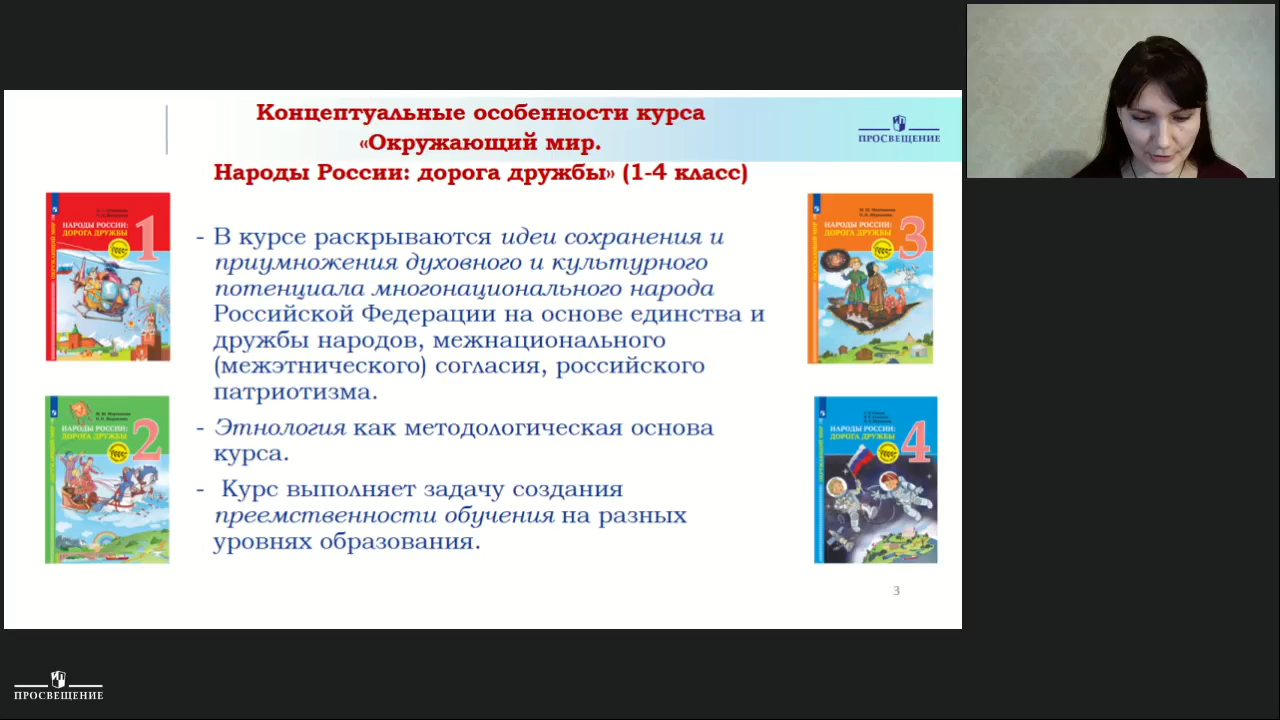 Концептуальные особенности курса
«Окружающий мир.
Народы России: дорога дружбы» (1-4 класс)
ПРОСВЕЩЕНИЕ
НАРОДЫ РОССИИ:
ДОРОГА ДРУЖБЫ
1
НАРОДЫ РОССИИ:
ДОРОГА ДРУЖБЫ
3
- В курсе раскрываются идеи сохранения и
приумножения духовного и культурного
потенциала многонационального народа
Российской Федерации на основе единства и
дружбы народов, межнационального
(межэтнического) согласия, российского
патриотизма.
- Этнология как методологическая основа
курса.
- Курс выполняет задачу создания
преемственности обучения на разных
уровнях образования.
НАРОДЫ РОССИИ:
ДОРОГА ДРУЖБЫ
2
НАРОДЫ РОССИИ:
ДОРОГА ДРУЖБЫ
4
3
ПРОСВЕЩЕНИЕ